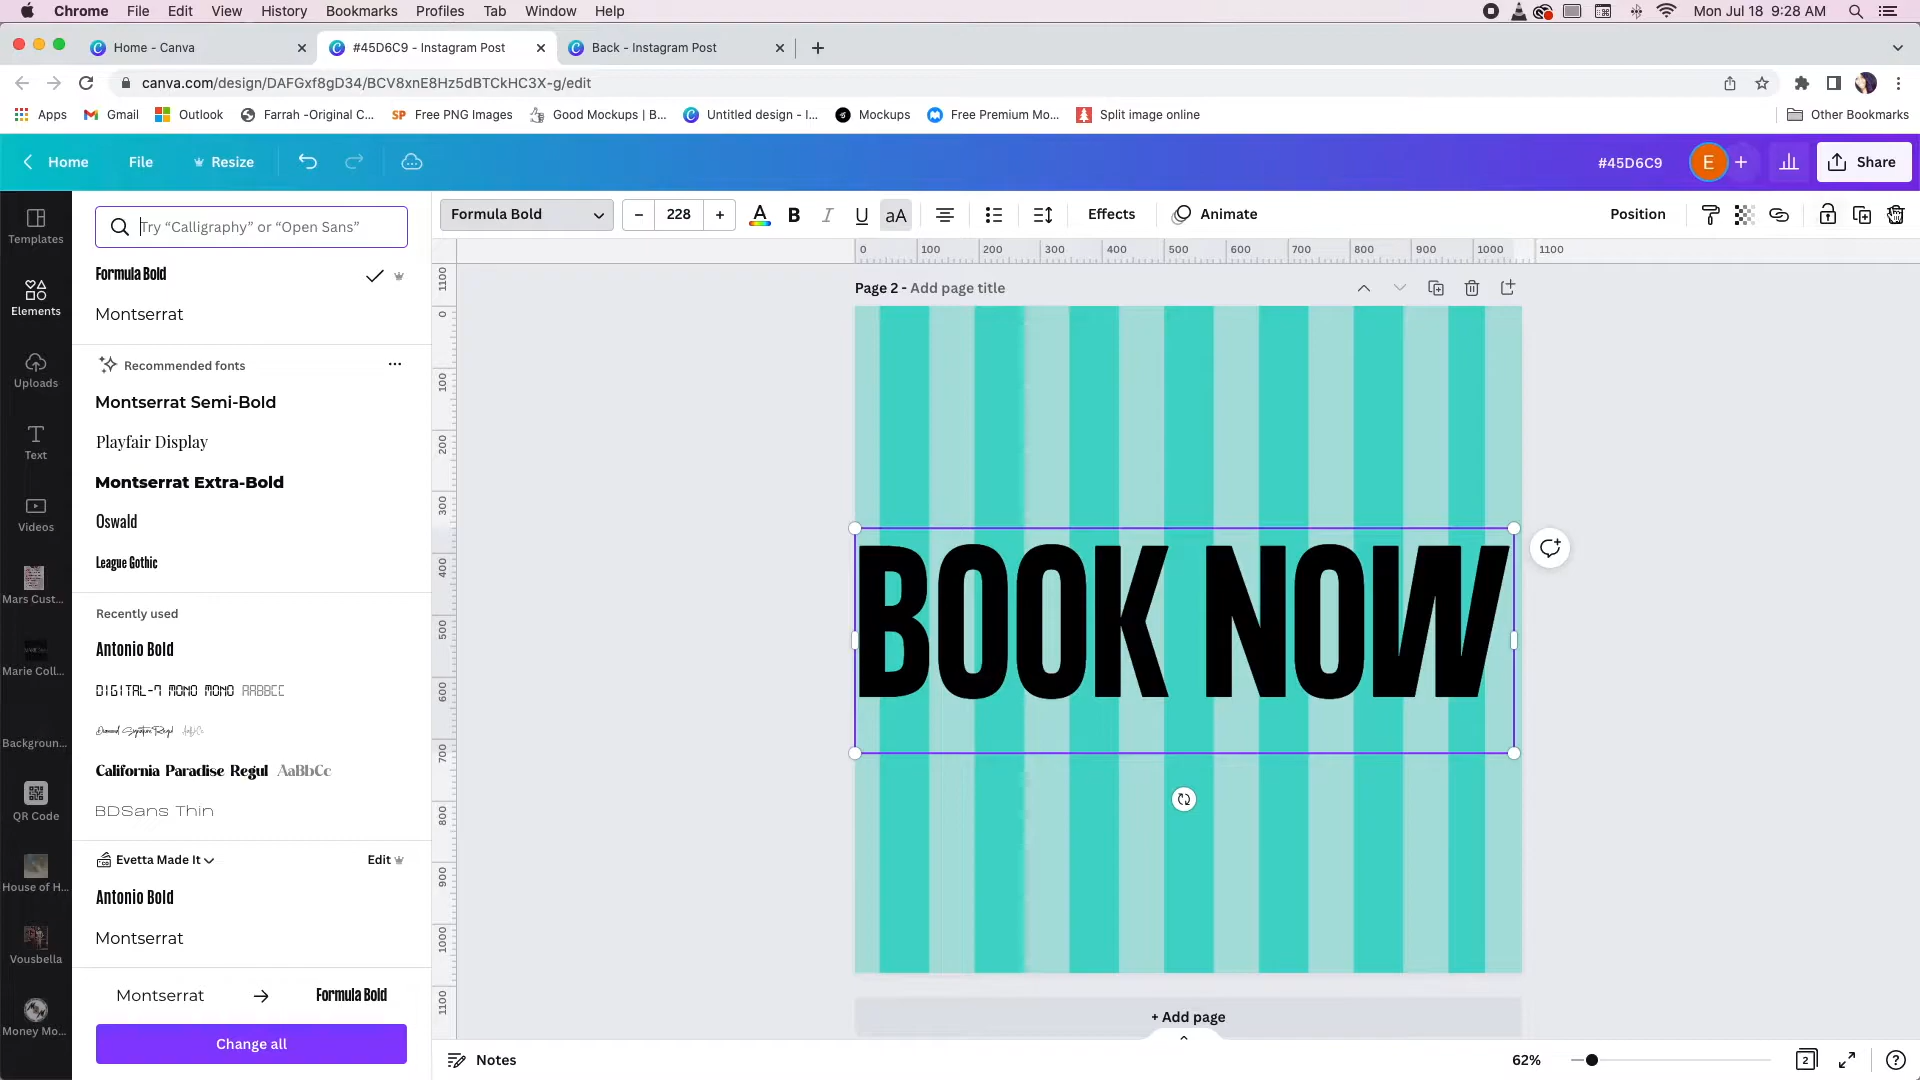 Chrome File Edit View History Bookmarks Profiles Tab Window Help Mon Jul 18 9:28 AM
Home - Canva #45D6C9 - Instagram Post Back - Instagram Post
canva.com/design/DAFGxf8gD34/BCV8xnE8Hz5dBTCkHC3X-g/edit
Apps Gmail Outlook Farrah -Original C... SP Free PNG Images Good Mockups | B... Untitled design - I... Mockups Free Premium Mo... Split image online Other Bookmarks
Home File Resize #45D6C9 E + Share
Templates
Elements
Uploads
Text
Videos
Mars Cust...
Marie Coll...
Backgroun...
QR Code
House of H...
Vousbella
Money Mo...
Try “Calligraphy” or “Open Sans”
Formula Bold
Montserrat
Recommended fonts
Montserrat Semi-Bold
Playfair Display
Montserrat Extra-Bold
Oswald
League Gothic
Recently used
Antonio Bold
DIGITAL-7 MONO MONO AABBCC
California Paradise Regul AaBbCc
BDSans Thin
Evetta Made It Edit
Antonio Bold
Montserrat
Montserrat → Formula Bold
Change all
Formula Bold – 228 + A B I U aA Effects Animate Position
0 100 200 300 400 500 600 700 800 900 1000 1100
1100
0
100
200
300
400
500
600
700
800
900
1000
1100
Page 2 - Add page title
BOOK NOW
+ Add page
Notes 62% 2 ?